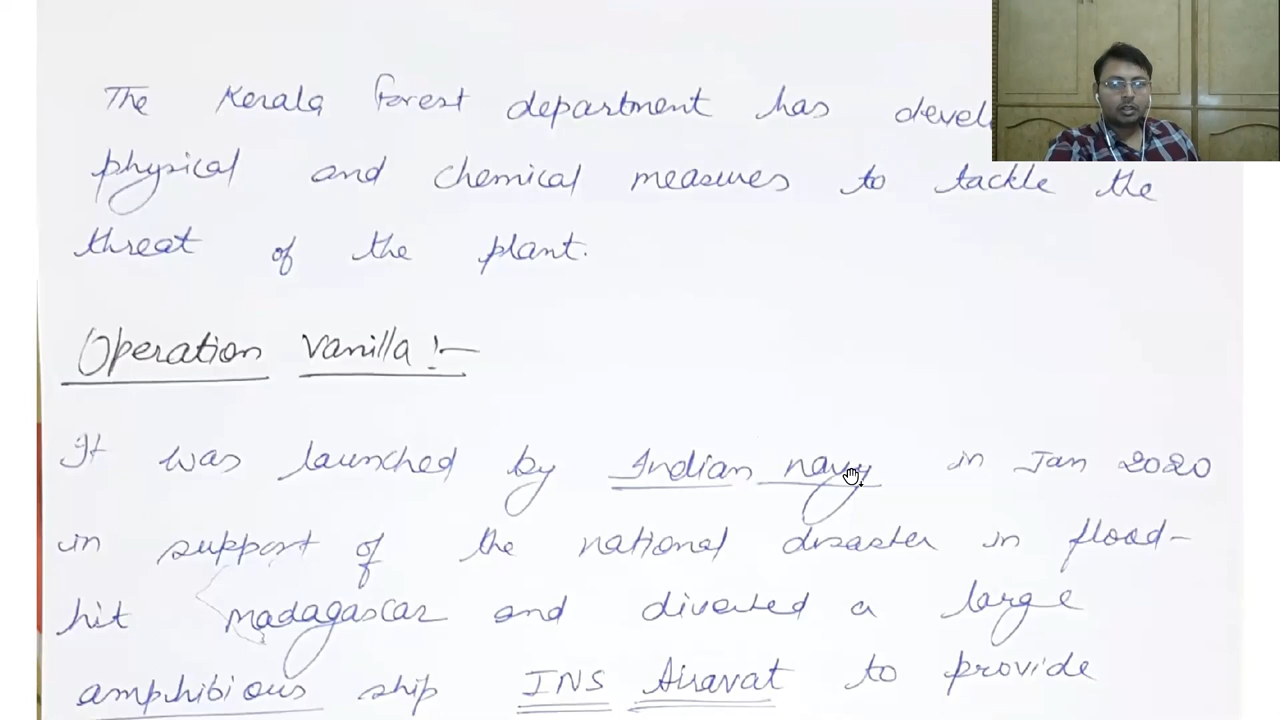 The Kerala forest department has devel
physical and chemical measures to tackle the
threat of the plant.
Operation Vanilla :-
It was launched by Indian navy in Jan 2020
in support of the national disaster in flood-
hit madagascar and diverted a large
amphibious ship INS Airavat to provide